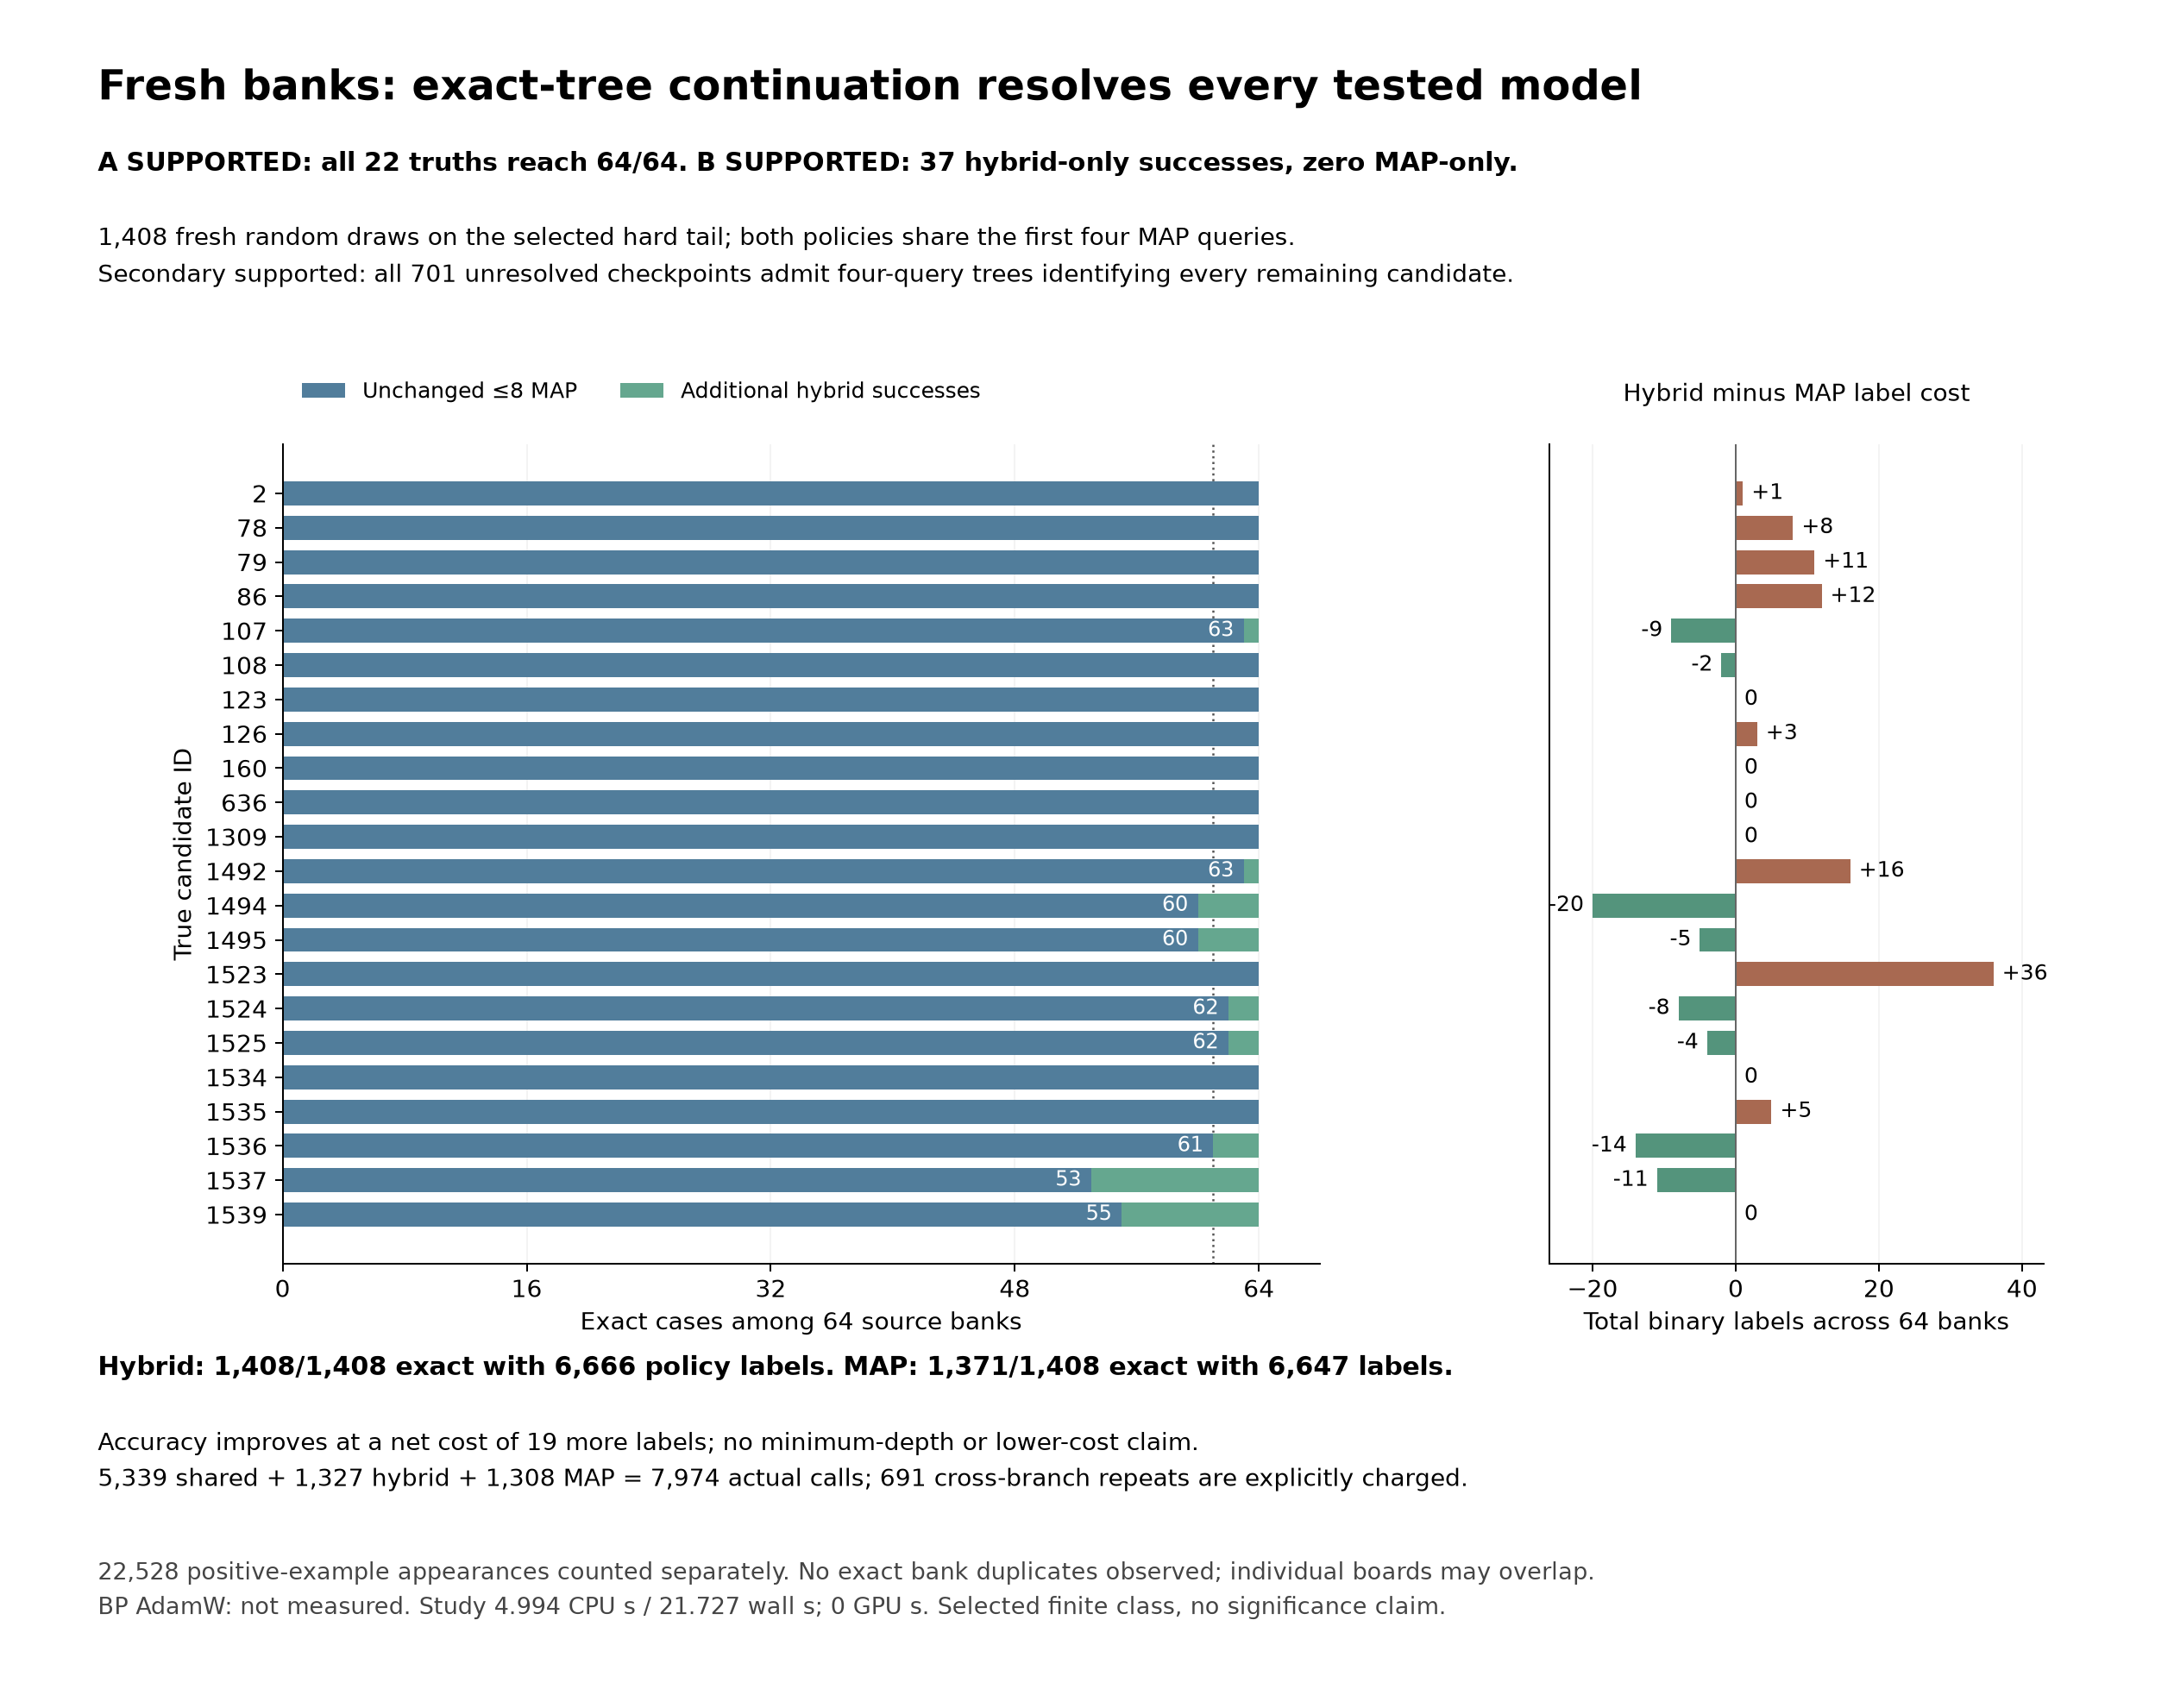 Fresh banks: exact-tree continuation resolves every tested model
A SUPPORTED: all 22 truths reach 64/64. B SUPPORTED: 37 hybrid-only successes, zero MAP-only.
1,408 fresh random draws on the selected hard tail; both policies share the first four MAP queries.
Secondary supported: all 701 unresolved checkpoints admit four-query trees identifying every remaining candidate.
Unchanged ≤8 MAP
Additional hybrid successes
Hybrid minus MAP label cost
True candidate ID
2 +1
78 +8
79 +11
86 +12
107 63 -9
108 -2
123 0
126 +3
160 0
636 0
1309 0
1492 63 +16
1494 60 -20
1495 60 -5
1523 +36
1524 62 -8
1525 62 -4
1534 0
1535 +5
1536 61 -14
1537 53 -11
1539 55 0
0 16 32 48 64
−20 0 20 40
Exact cases among 64 source banks
Total binary labels across 64 banks
Hybrid: 1,408/1,408 exact with 6,666 policy labels. MAP: 1,371/1,408 exact with 6,647 labels.
Accuracy improves at a net cost of 19 more labels; no minimum-depth or lower-cost claim.
5,339 shared + 1,327 hybrid + 1,308 MAP = 7,974 actual calls; 691 cross-branch repeats are explicitly charged.
22,528 positive-example appearances counted separately. No exact bank duplicates observed; individual boards may overlap.
BP AdamW: not measured. Study 4.994 CPU s / 21.727 wall s; 0 GPU s. Selected finite class, no significance claim.